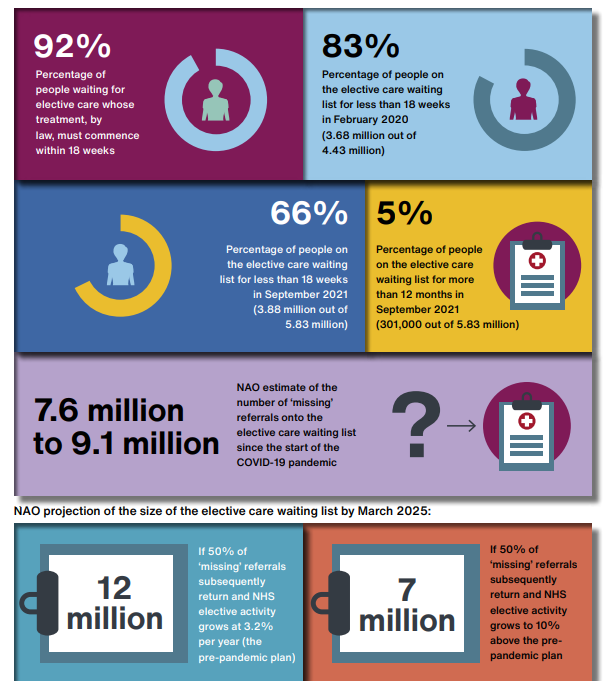 92%
Percentage of
people waiting for
elective care whose
treatment, by
law, must commence
within 18 weeks
83%
Percentage of people on
the elective care waiting
list for less than 18 weeks
in February 2020
(3.68 million out of
4.43 million)
66%
Percentage of people on
the elective care waiting
list for less than 18 weeks
in September 2021
(3.88 million out of
5.83 million)
5%
Percentage of people
on the elective care
waiting list for more
than 12 months in
September 2021
(301,000 out of 5.83 million)
7.6 million
to 9.1 million
NAO estimate of the
number of ‘missing’
referrals onto the
elective care waiting list
since the start of the
COVID-19 pandemic
?
NAO projection of the size of the elective care waiting list by March 2025:
12
million
If 50% of
‘missing’ referrals
subsequently
return and NHS
elective activity
grows at 3.2%
per year (the
pre-pandemic plan)
7
million
If 50% of
‘missing’ referrals
subsequently
return and NHS
elective activity
grows to 10%
above the pre-
pandemic plan